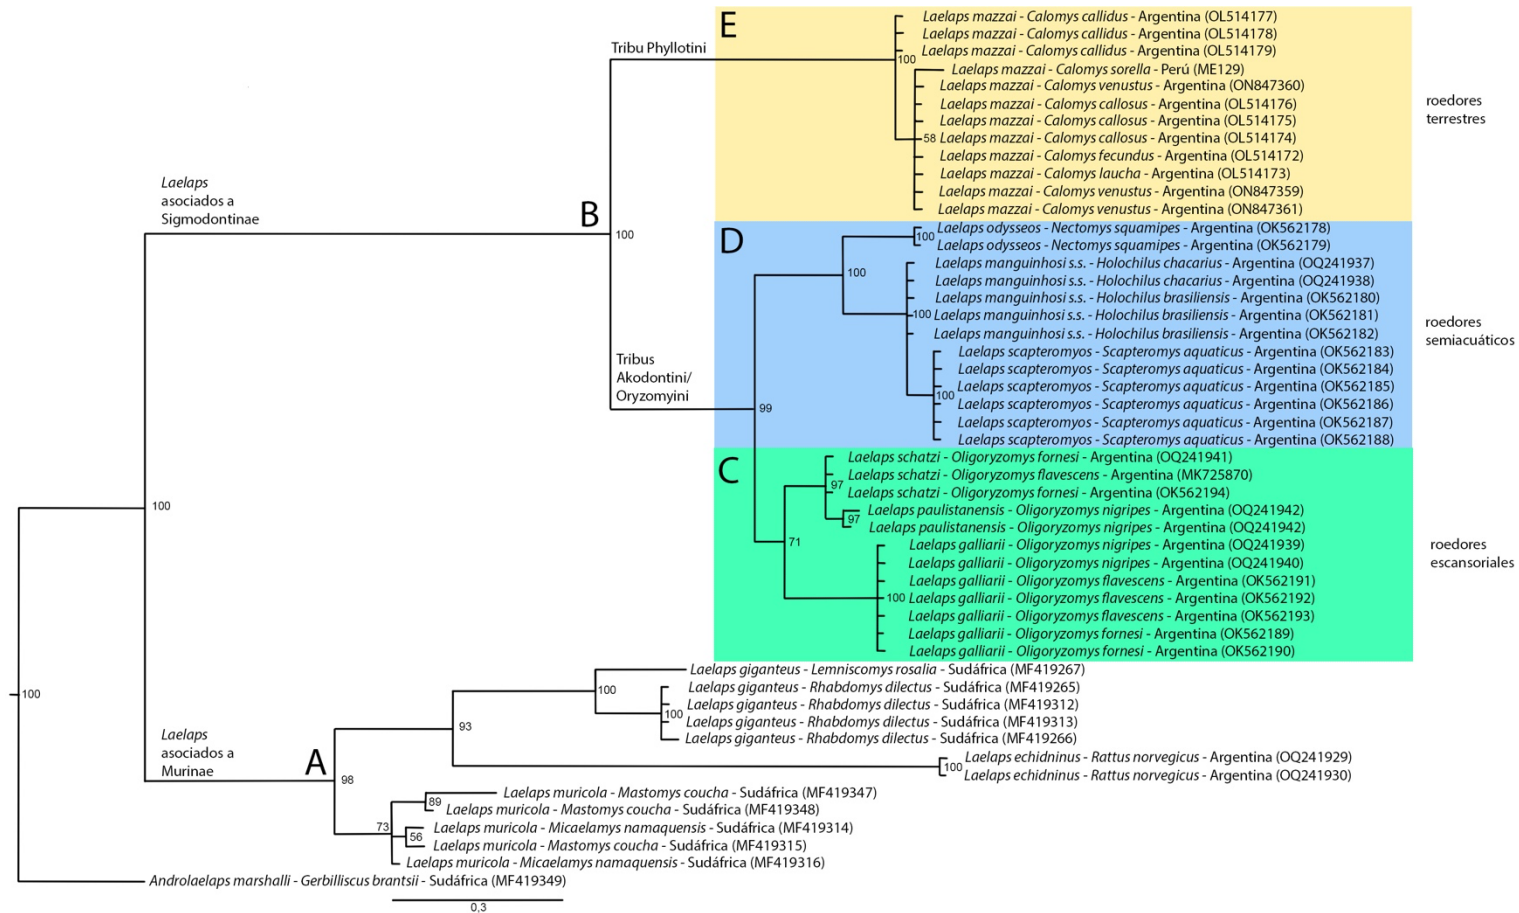 E
Laelaps mazzai - Calomys callidus - Argentina (OL514177)
Laelaps mazzai - Calomys callidus - Argentina (OL514178)
Laelaps mazzai - Calomys callidus - Argentina (OL514179)
Tribu Phyllotini
100
Laelaps mazzai - Calomys sorella - Perú (ME129)
Laelaps mazzai - Calomys venustus - Argentina (ON847360)
Laelaps mazzai - Calomys callosus - Argentina (OL514176)
Laelaps mazzai - Calomys callosus - Argentina (OL514175)
58 Laelaps mazzai - Calomys callosus - Argentina (OL514174)
Laelaps mazzai - Calomys fecundus - Argentina (OL514172)
Laelaps mazzai - Calomys laucha - Argentina (OL514173)
Laelaps mazzai - Calomys venustus - Argentina (ON847359)
Laelaps mazzai - Calomys venustus - Argentina (ON847361)
roedores
terrestres
Laelaps
asociados a
Sigmodontinae
B
100
D
Laelaps odysseos - Nectomys squamipes - Argentina (OK562178)
100
Laelaps odysseos - Nectomys squamipes - Argentina (OK562179)
Laelaps manguinhosi s.s. - Holochilus chacarius - Argentina (OQ241937)
100
Laelaps manguinhosi s.s. - Holochilus chacarius - Argentina (OQ241938)
Laelaps manguinhosi s.s. - Holochilus brasiliensis - Argentina (OK562180)
100 Laelaps manguinhosi s.s. - Holochilus brasiliensis - Argentina (OK562181)
Laelaps manguinhosi s.s. - Holochilus brasiliensis - Argentina (OK562182)
Laelaps scapteromyos - Scapteromys aquaticus - Argentina (OK562183)
Laelaps scapteromyos - Scapteromys aquaticus - Argentina (OK562184)
Laelaps scapteromyos - Scapteromys aquaticus - Argentina (OK562185)
100
Laelaps scapteromyos - Scapteromys aquaticus - Argentina (OK562186)
Laelaps scapteromyos - Scapteromys aquaticus - Argentina (OK562187)
Laelaps scapteromyos - Scapteromys aquaticus - Argentina (OK562188)
roedores
semiacuáticos
Tribus
Akodontini/
Oryzomyini
99
C
Laelaps schatzi - Oligoryzomys fornesi - Argentina (OQ241941)
Laelaps schatzi - Oligoryzomys flavescens - Argentina (MK725870)
97
Laelaps schatzi - Oligoryzomys fornesi - Argentina (OK562194)
Laelaps paulistanensis - Oligoryzomys nigripes - Argentina (OQ241942)
97
Laelaps paulistanensis - Oligoryzomys nigripes - Argentina (OQ241942)
71
Laelaps galliarii - Oligoryzomys nigripes - Argentina (OQ241939)
Laelaps galliarii - Oligoryzomys nigripes - Argentina (OQ241940)
Laelaps galliarii - Oligoryzomys flavescens - Argentina (OK562191)
100 Laelaps galliarii - Oligoryzomys flavescens - Argentina (OK562192)
Laelaps galliarii - Oligoryzomys flavescens - Argentina (OK562193)
Laelaps galliarii - Oligoryzomys fornesi - Argentina (OK562189)
Laelaps galliarii - Oligoryzomys fornesi - Argentina (OK562190)
roedores
escansoriales
100
100
Laelaps
asociados a
Murinae
A
98
Laelaps giganteus - Lemniscomys rosalia - Sudáfrica (MF419267)
100
Laelaps giganteus - Rhabdomys dilectus - Sudáfrica (MF419265)
Laelaps giganteus - Rhabdomys dilectus - Sudáfrica (MF419312)
100
Laelaps giganteus - Rhabdomys dilectus - Sudáfrica (MF419313)
Laelaps giganteus - Rhabdomys dilectus - Sudáfrica (MF419266)
93
Laelaps echidninus - Rattus norvegicus - Argentina (OQ241929)
100
Laelaps echidninus - Rattus norvegicus - Argentina (OQ241930)
Laelaps muricola - Mastomys coucha - Sudáfrica (MF419347)
89
Laelaps muricola - Mastomys coucha - Sudáfrica (MF419348)
73
Laelaps muricola - Micaelamys namaquensis - Sudáfrica (MF419314)
56
Laelaps muricola - Mastomys coucha - Sudáfrica (MF419315)
Laelaps muricola - Micaelamys namaquensis - Sudáfrica (MF419316)
Androlaelaps marshalli - Gerbilliscus brantsii - Sudáfrica (MF419349)
0,3